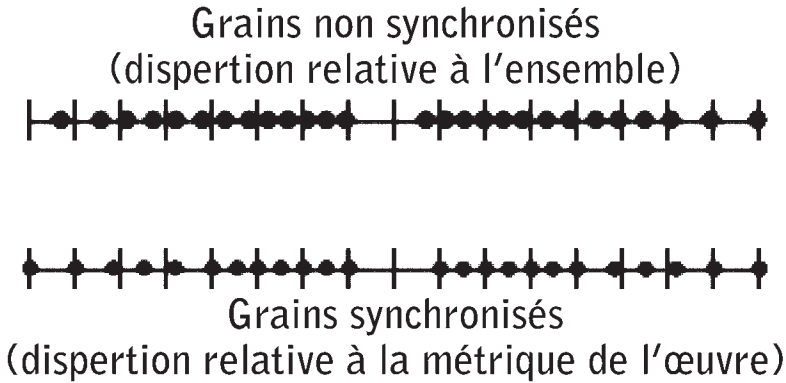 Grains non synchronisés
(dispertion relative à l'ensemble)
Grains synchronisés
(dispertion relative à la métrique de l'œuvre)